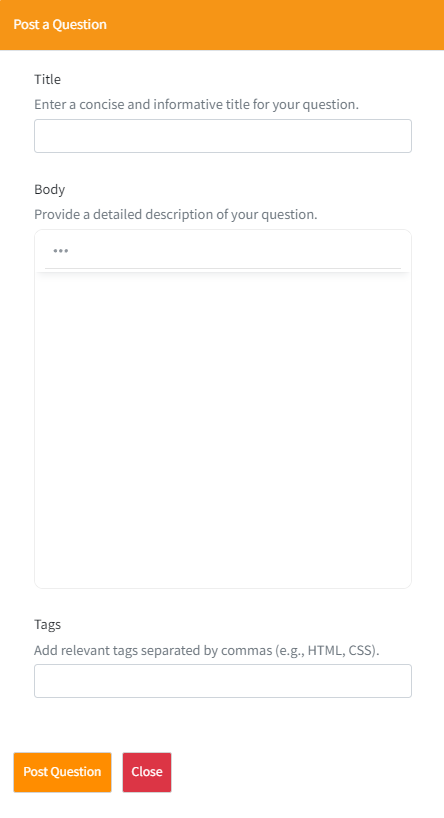 Post a Question
Title
Enter a concise and informative title for your question.
Body
Provide a detailed description of your question.
Tags
Add relevant tags separated by commas (e.g., HTML, CSS).
Post Question
Close